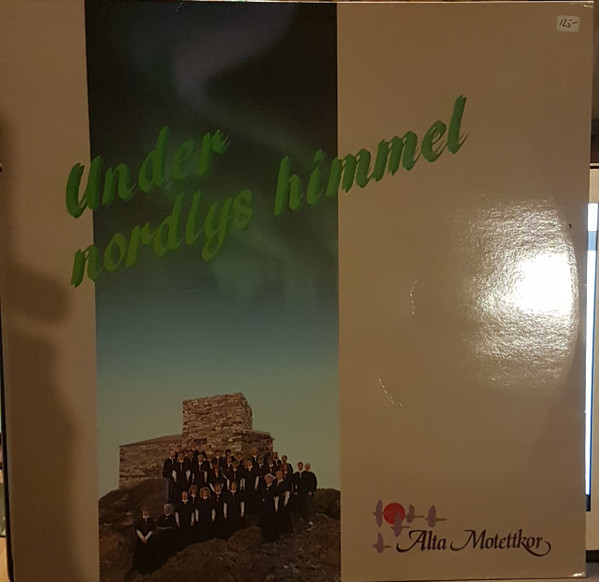 125,-
Under
nordlys himmel
Alta Motettkor